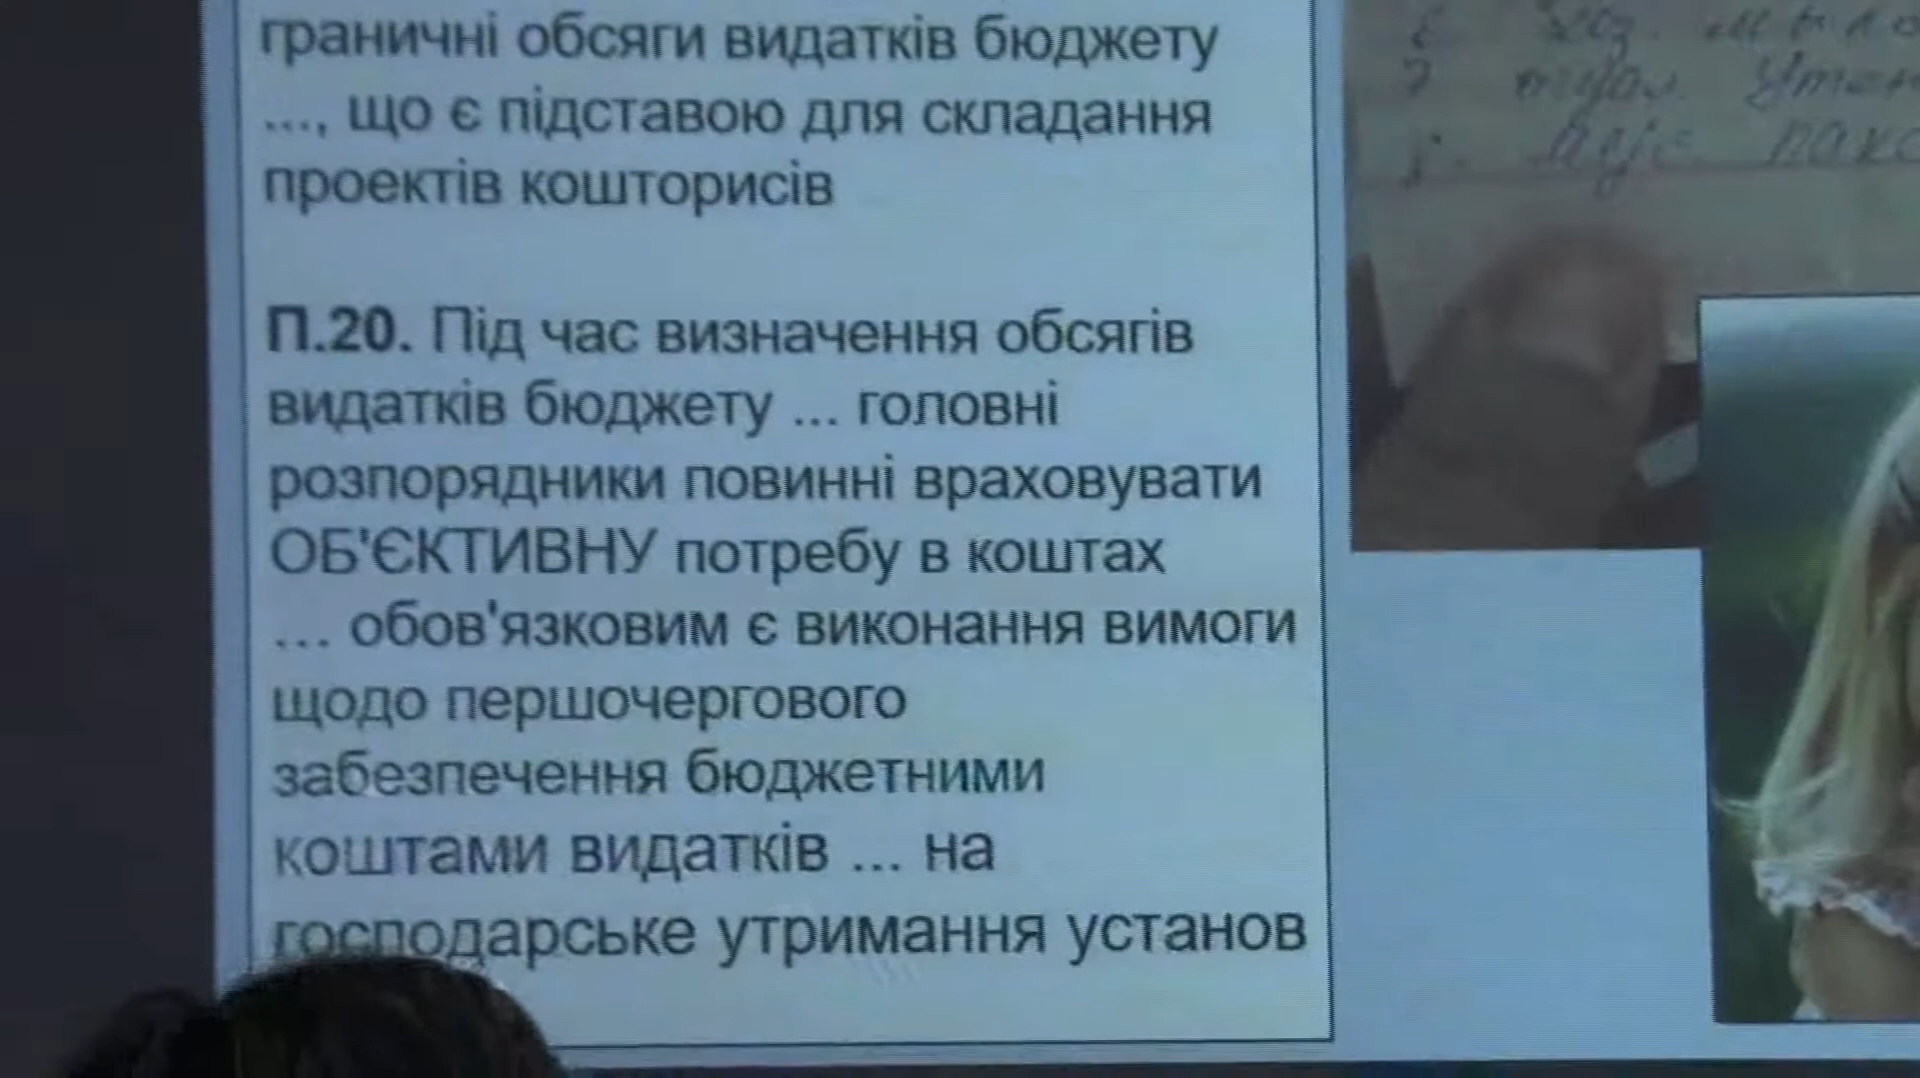 граничні обсяги видатків бюджету
..., що є підставою для складання
проектів кошторисів
П.20. Під час визначення обсягів
видатків бюджету ... головні
розпорядники повинні враховувати
ОБ'ЄКТИВНУ потребу в коштах
... обов'язковим є виконання вимоги
щодо першочергового
забезпечення бюджетними
коштами видатків ... на
господарське утримання установ